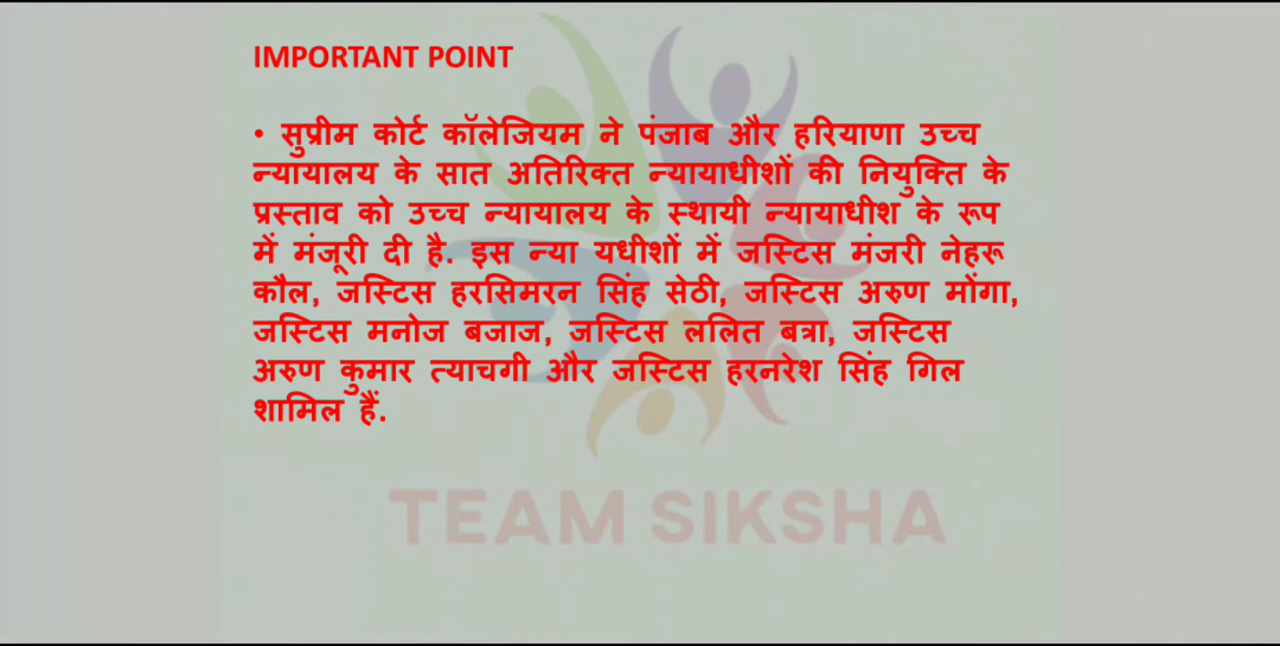 IMPORTANT POINT
• सुप्रीम कोर्ट कॉलेजियम ने पंजाब और हरियाणा उच्च
न्यायालय के सात अतिरिक्त न्यायाधीशों की नियुक्ति के
प्रस्ताव को उच्च न्यायालय के स्थायी न्यायाधीश के रूप
में मंजूरी दी है. इस न्या यधीशों में जस्टिस मंजरी नेहरू
कौल, जस्टिस हरसिमरन सिंह सेठी, जस्टिस अरुण मोंगा,
जस्टिस मनोज बजाज, जस्टिस ललित बत्रा, जस्टिस
अरुण कुमार त्याचगी और जस्टिस हरनरेश सिंह गिल
शामिल हैं.
TEAM SIKSHA